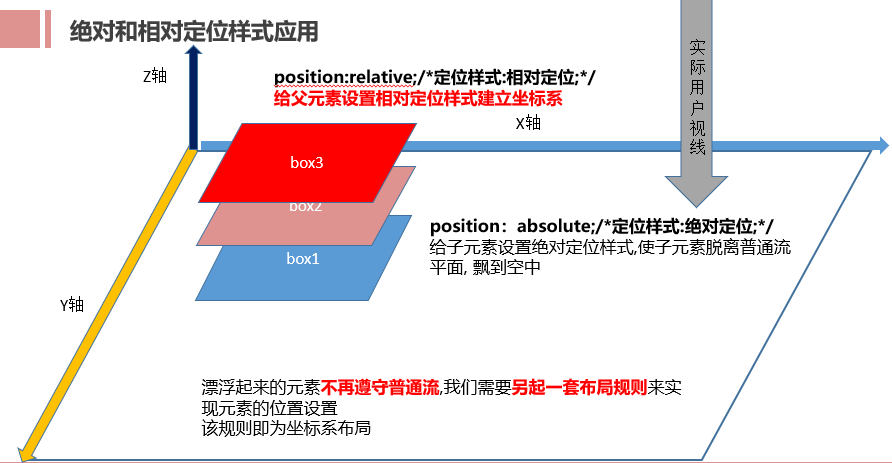 绝对和相对定位样式应用
Z轴
position:relative;/*定位样式:相对定位;*/
给父元素设置相对定位样式建立坐标系
X轴
实际用户视线
box3
box2
box1
position：absolute;/*定位样式:绝对定位;*/
给子元素设置绝对定位样式,使子元素脱离普通流
平面, 飘到空中
Y轴
漂浮起来的元素不再遵守普通流,我们需要另起一套布局规则来实
现元素的位置设置
该规则即为坐标系布局